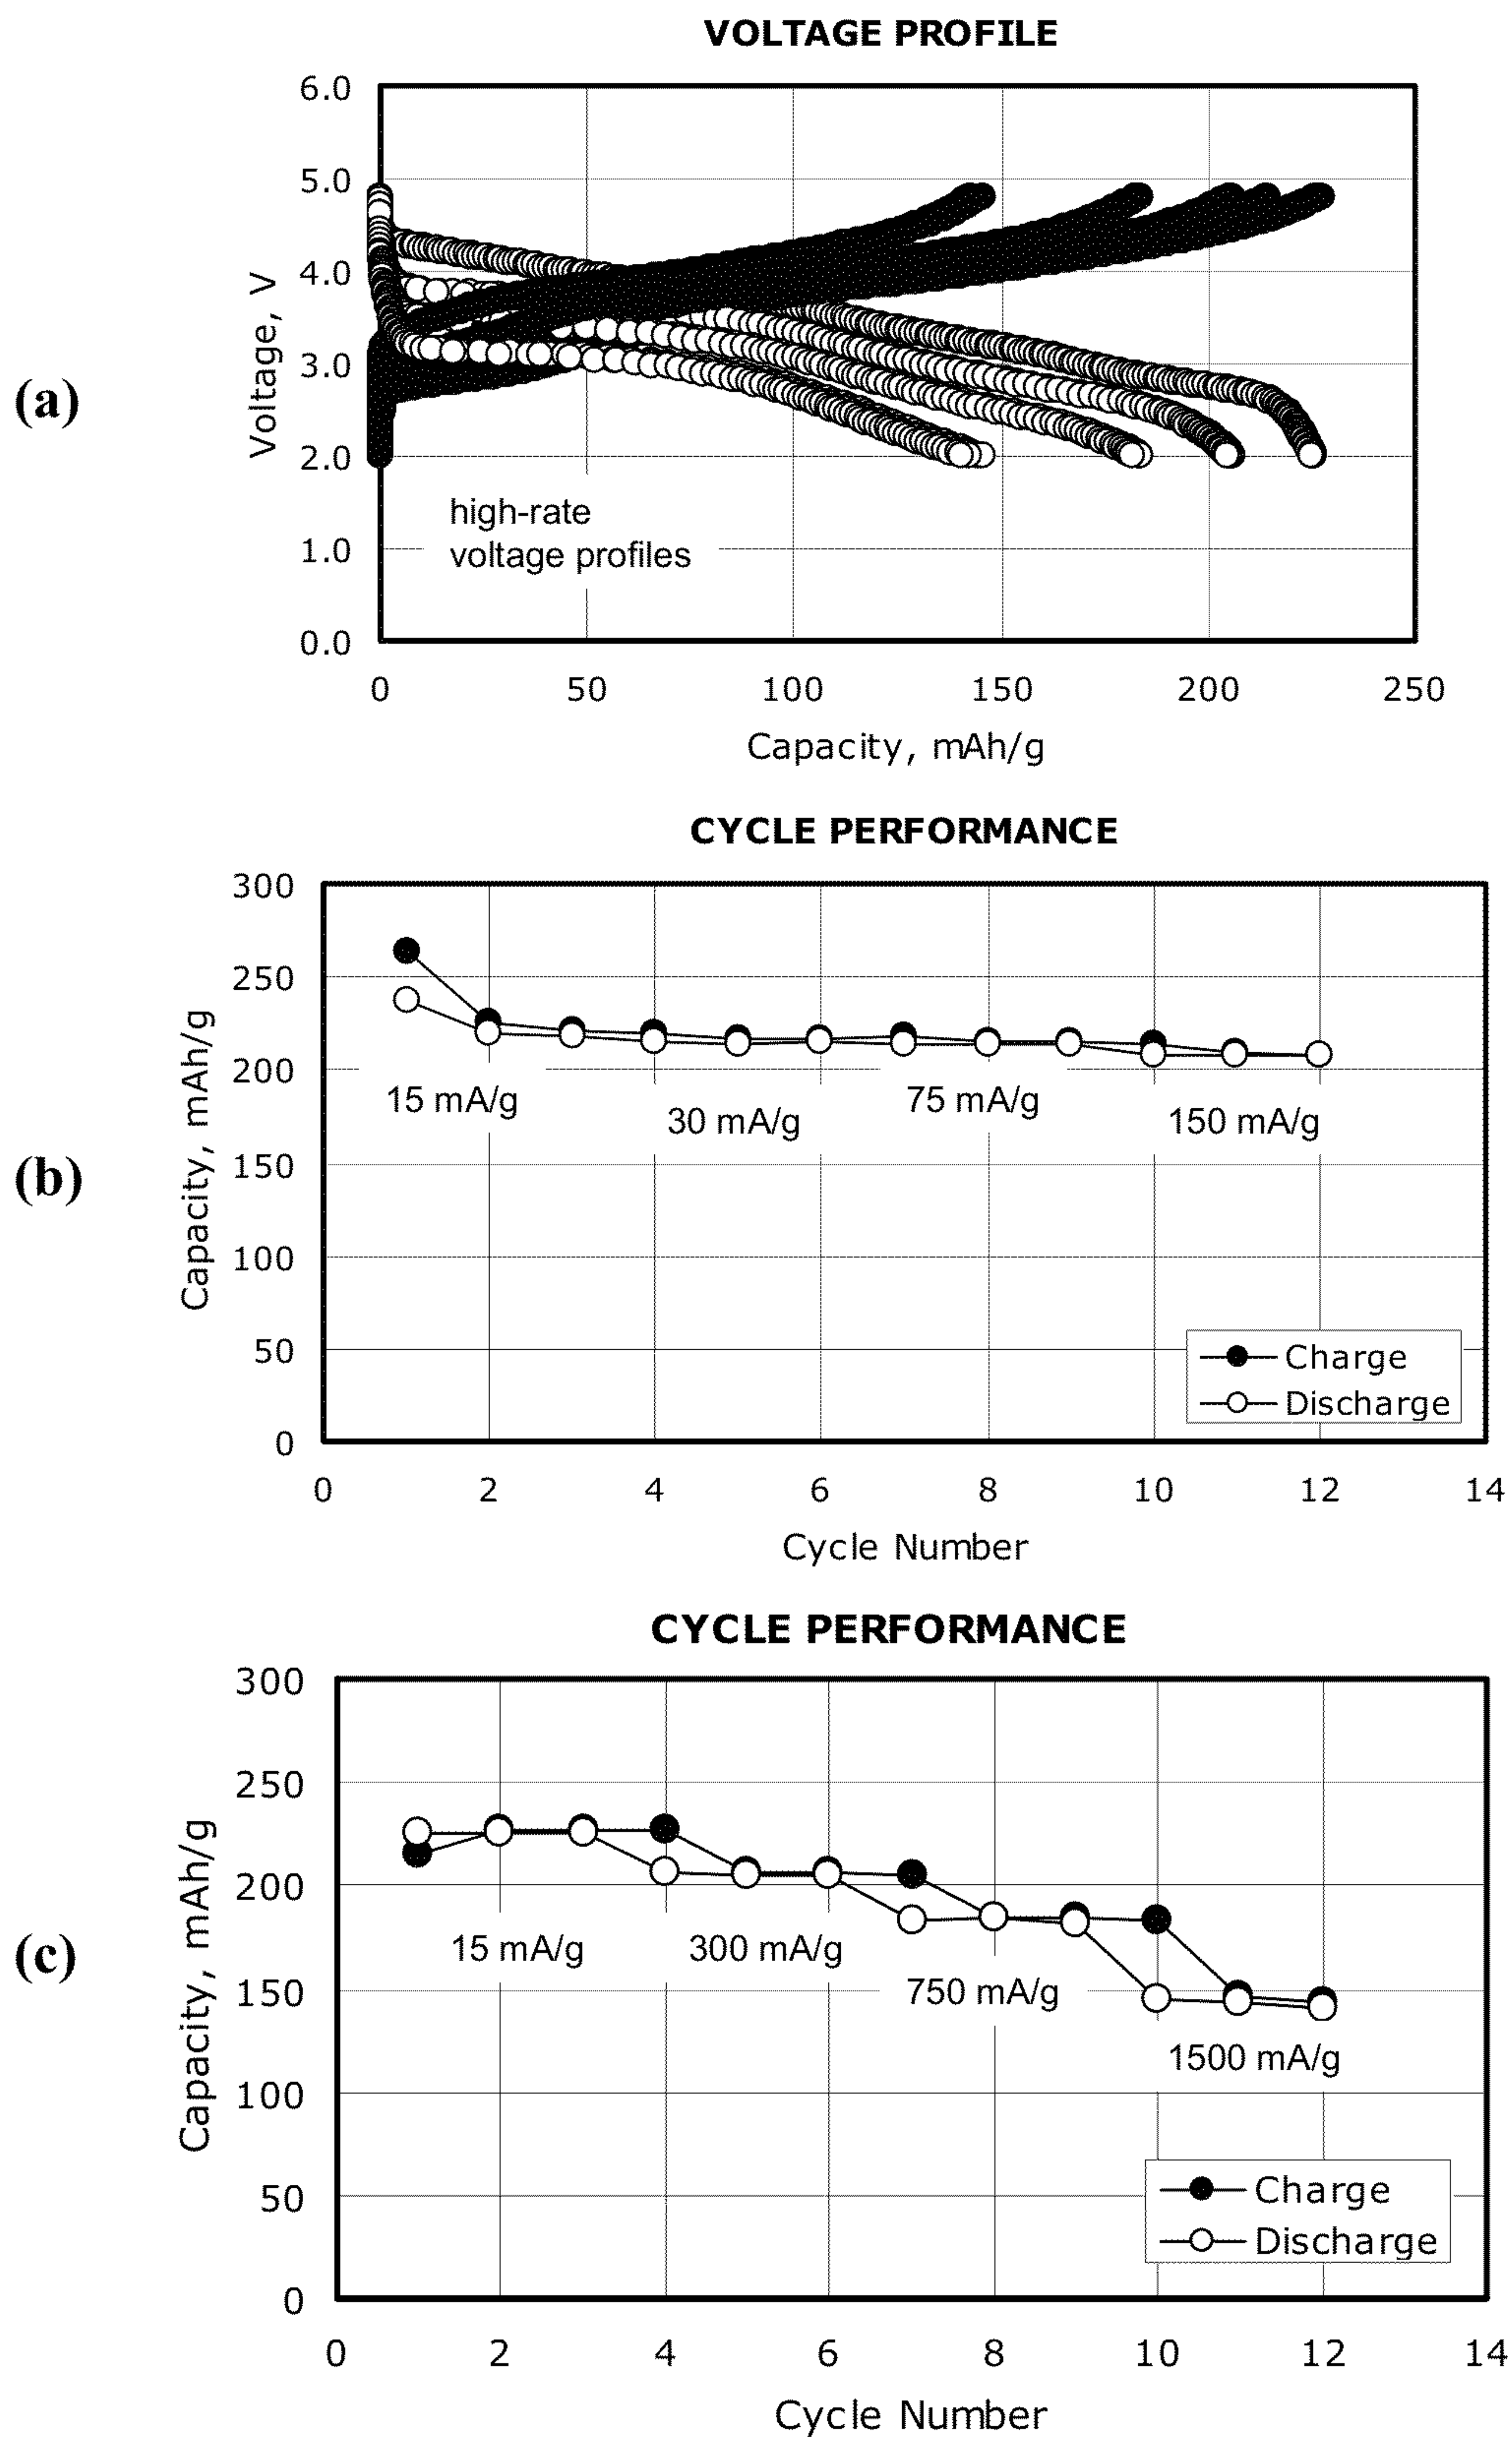 VOLTAGE PROFILE
6.0
5.0
4.0
3.0
2.0
1.0
0.0
Voltage, V
(a)
high-rate
voltage profiles
0 50 100 150 200 250
Capacity, mAh/g
CYCLE PERFORMANCE
300
250
200
150
100
50
0
Capacity, mAh/g
(b)
15 mA/g
30 mA/g
75 mA/g
150 mA/g
Charge
Discharge
0 2 4 6 8 10 12 14
Cycle Number
CYCLE PERFORMANCE
300
250
200
150
100
50
0
Capacity, mAh/g
(c)
15 mA/g
300 mA/g
750 mA/g
1500 mA/g
Charge
Discharge
0 2 4 6 8 10 12 14
Cycle Number